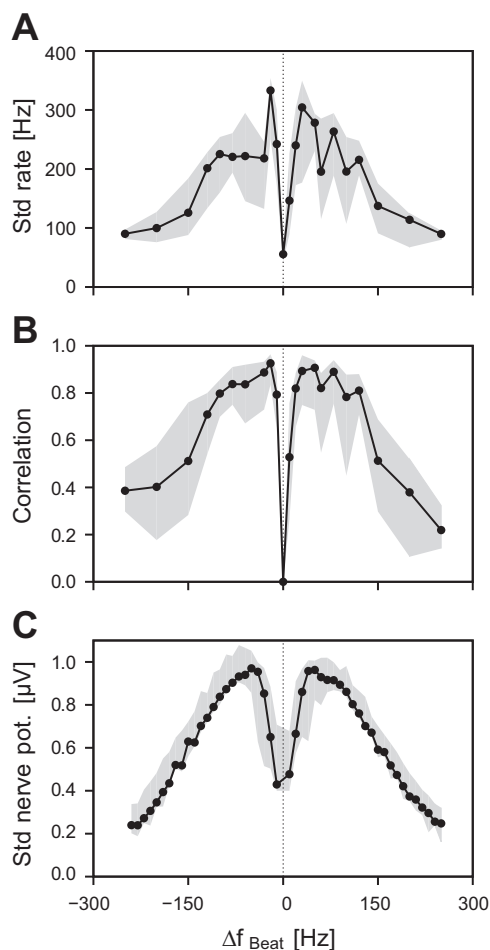 A
Std rate [Hz]
400
300
200
100
0
B
Correlation
1.0
0.8
0.6
0.4
0.2
0.0
C
Std nerve pot. [µV]
1.0
0.8
0.6
0.4
0.2
0.0
−300 −150 0 150 300
Δf Beat [Hz]